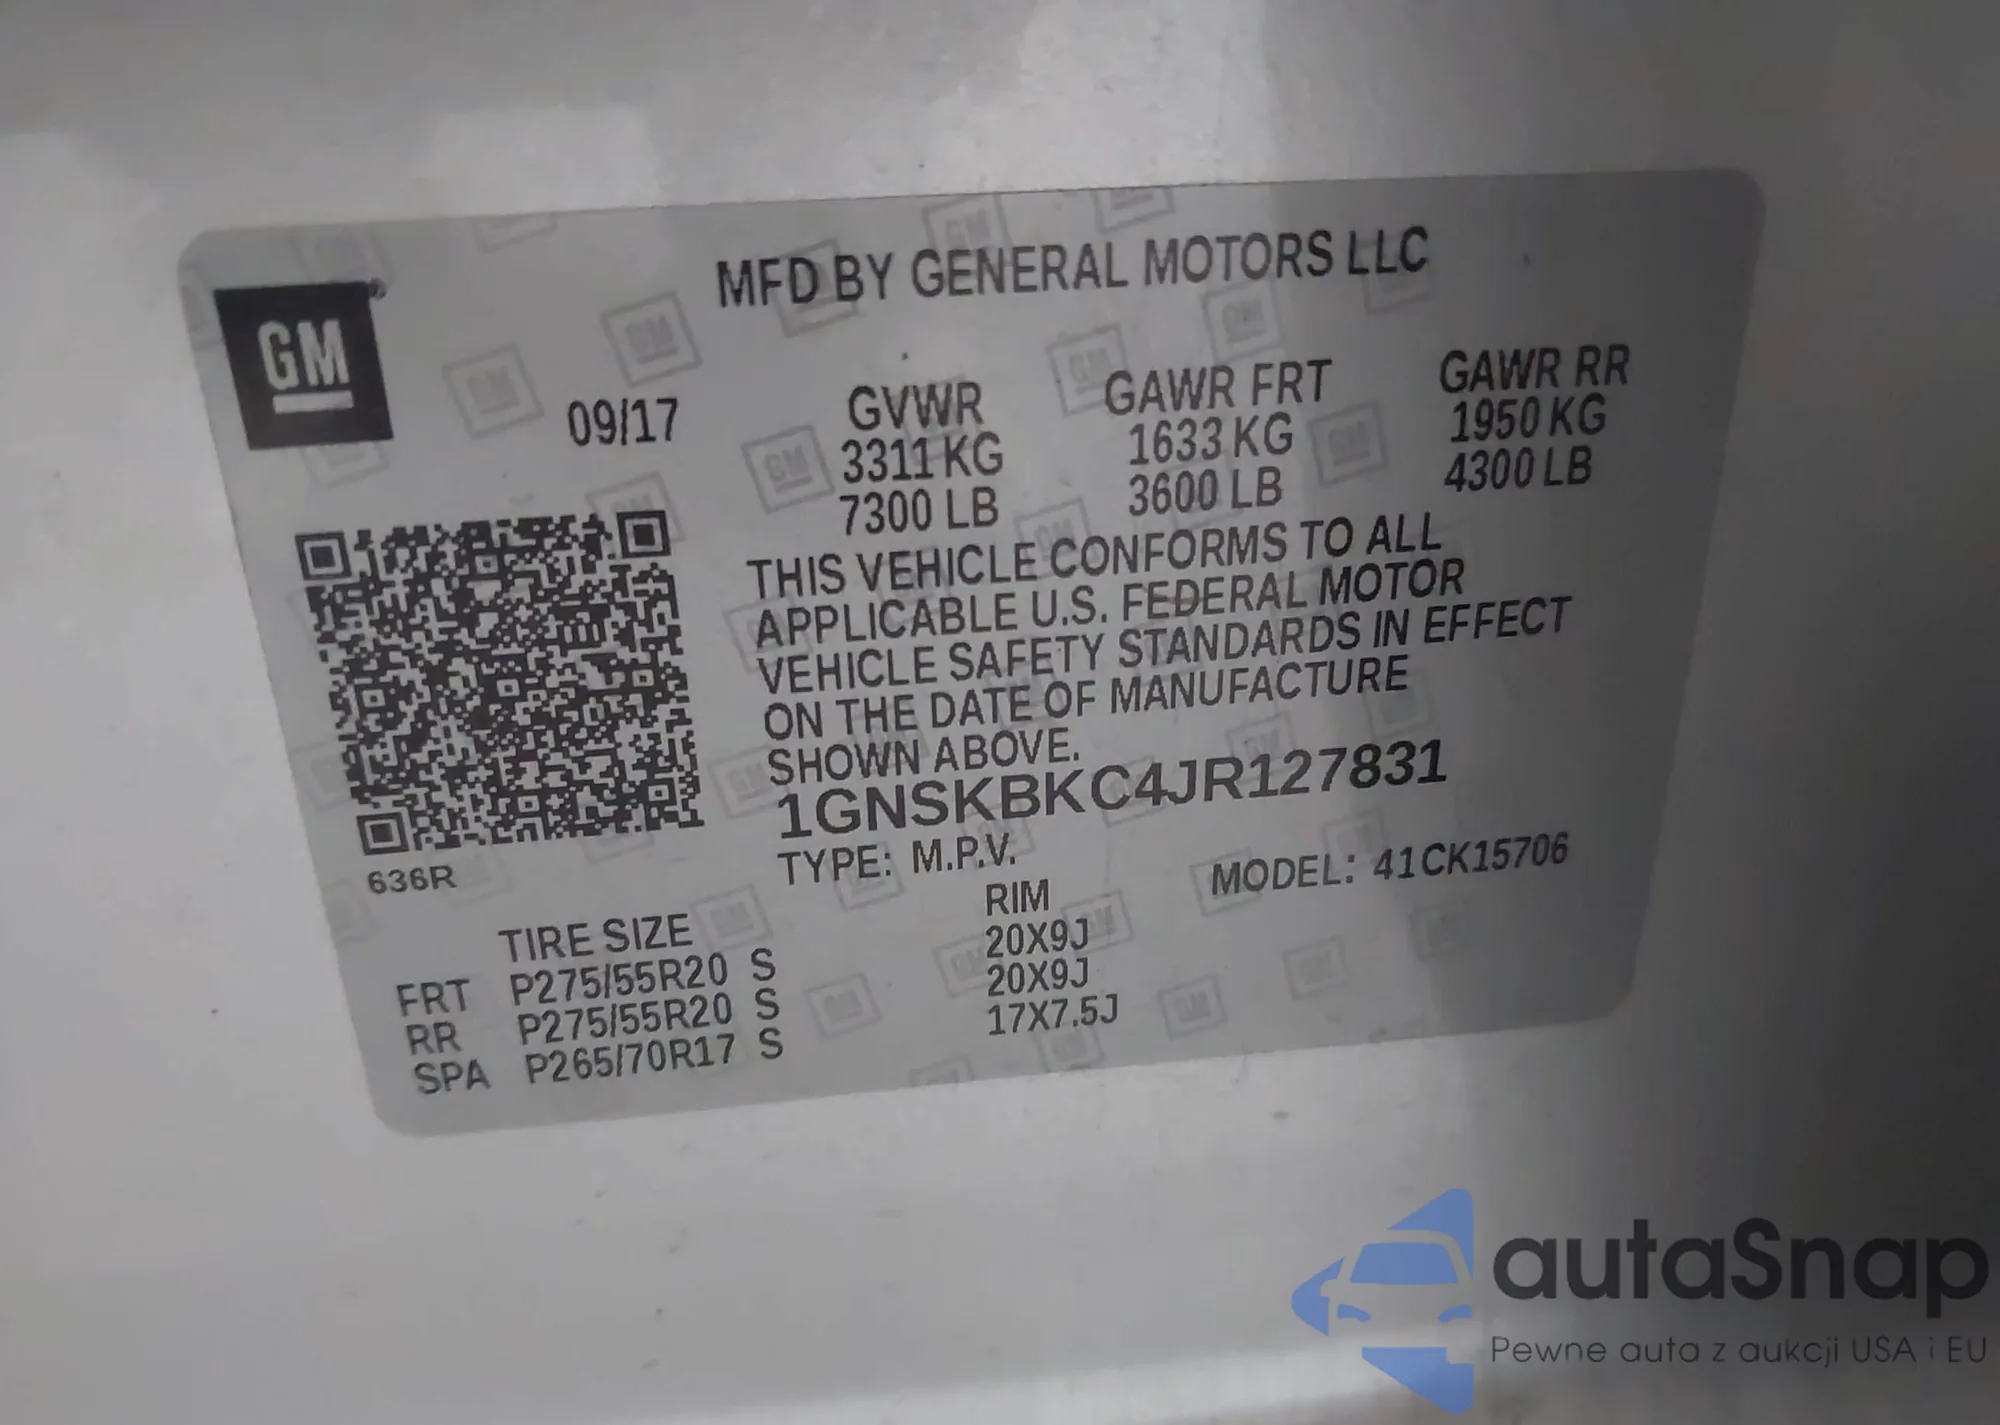 MFD BY GENERAL MOTORS LLC
GM
09/17
GVWR
3311 KG
7300 LB
GAWR FRT
1633 KG
3600 LB
GAWR RR
1950 KG
4300 LB
THIS VEHICLE CONFORMS TO ALL
APPLICABLE U.S. FEDERAL MOTOR
VEHICLE SAFETY STANDARDS IN EFFECT
ON THE DATE OF MANUFACTURE
SHOWN ABOVE.
1GNSKBKC4JR127831
TYPE: M.P.V.
MODEL: 41CK15706
636R
TIRE SIZE RIM
FRT P275/55R20 S 20X9J
RR P275/55R20 S 20X9J
SPA P265/70R17 S 17X7.5J
autaSnap
Pewne auta z aukcji USA i EU